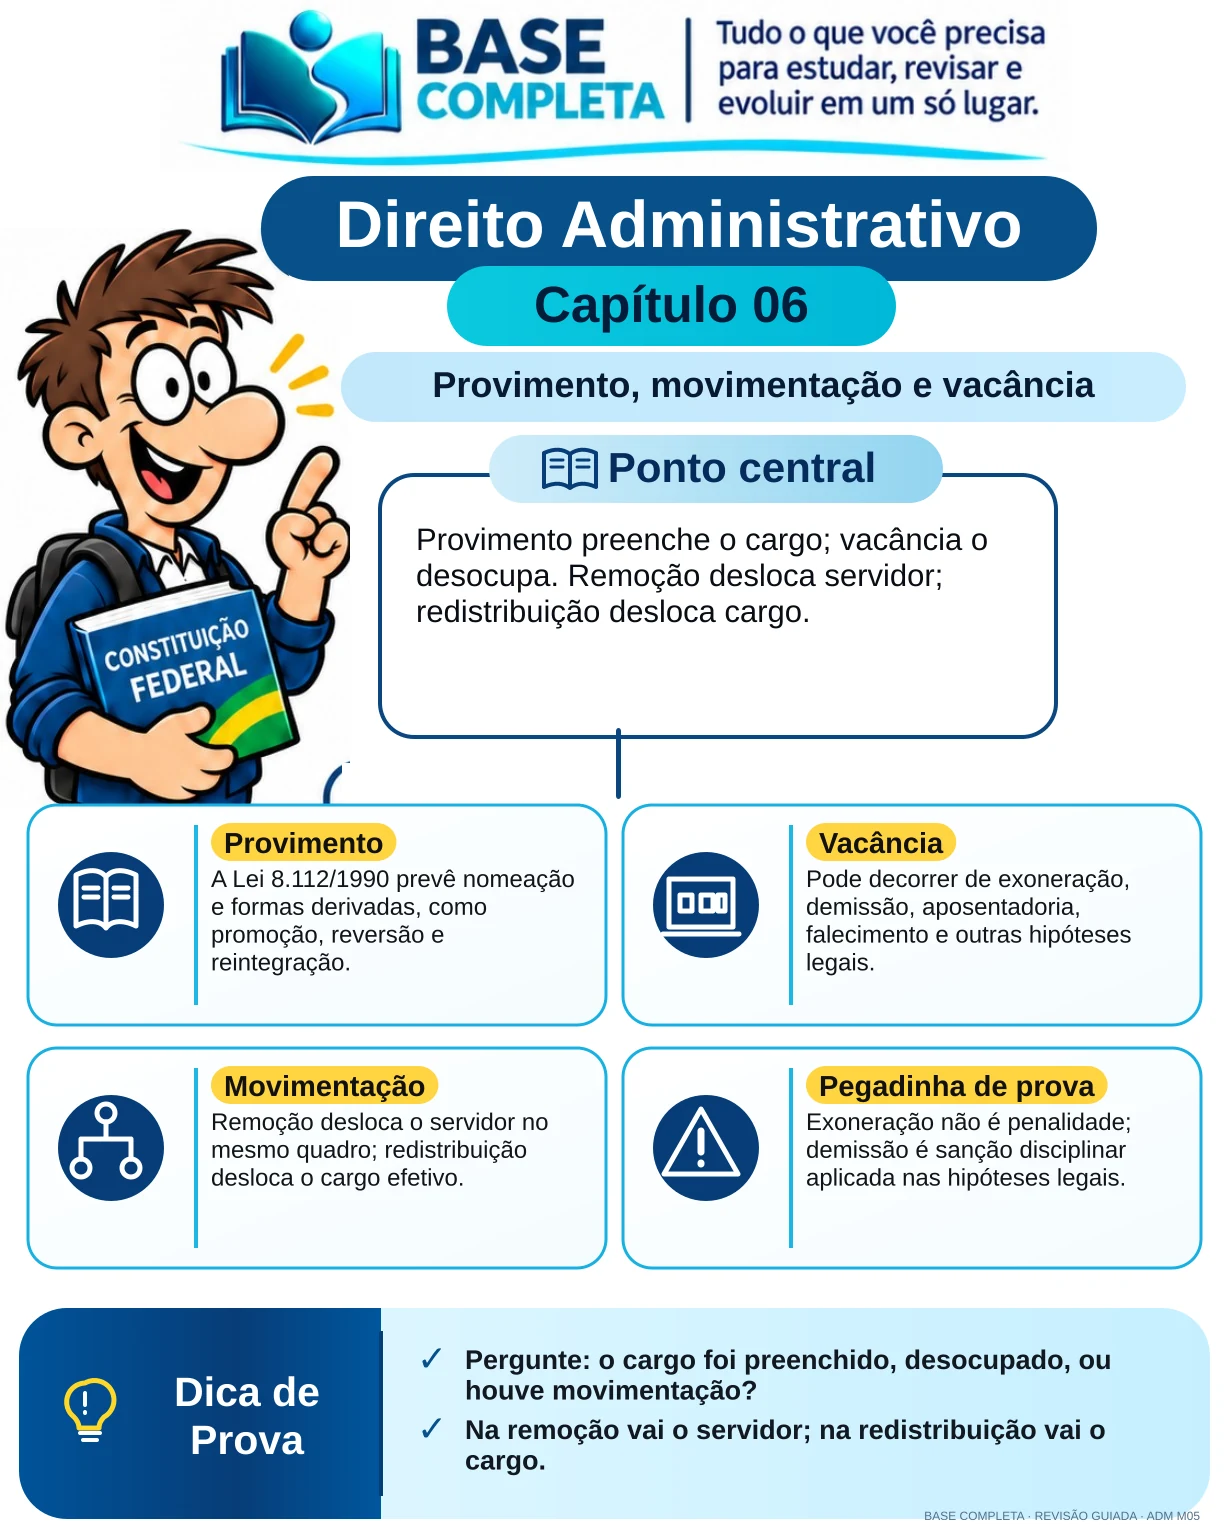 BASE
COMPLETA
Tudo o que você precisa
para estudar, revisar e
evoluir em um só lugar.
Direito Administrativo
Capítulo 06
Provimento, movimentação e vacância
Ponto central
Provimento preenche o cargo; vacância o
desocupa. Remoção desloca servidor;
redistribuição desloca cargo.
CONSTITUIÇÃO
FEDERAL
Provimento
A Lei 8.112/1990 prevê nomeação
e formas derivadas, como
promoção, reversão e
reintegração.
Vacância
Pode decorrer de exoneração,
demissão, aposentadoria,
falecimento e outras hipóteses
legais.
Movimentação
Remoção desloca o servidor no
mesmo quadro; redistribuição
desloca o cargo efetivo.
Pegadinha de prova
Exoneração não é penalidade;
demissão é sanção disciplinar
aplicada nas hipóteses legais.
Dica de
Prova
✓ Pergunte: o cargo foi preenchido, desocupado, ou
houve movimentação?
✓ Na remoção vai o servidor; na redistribuição vai o
cargo.
BASE COMPLETA · REVISÃO GUIADA · ADM M05